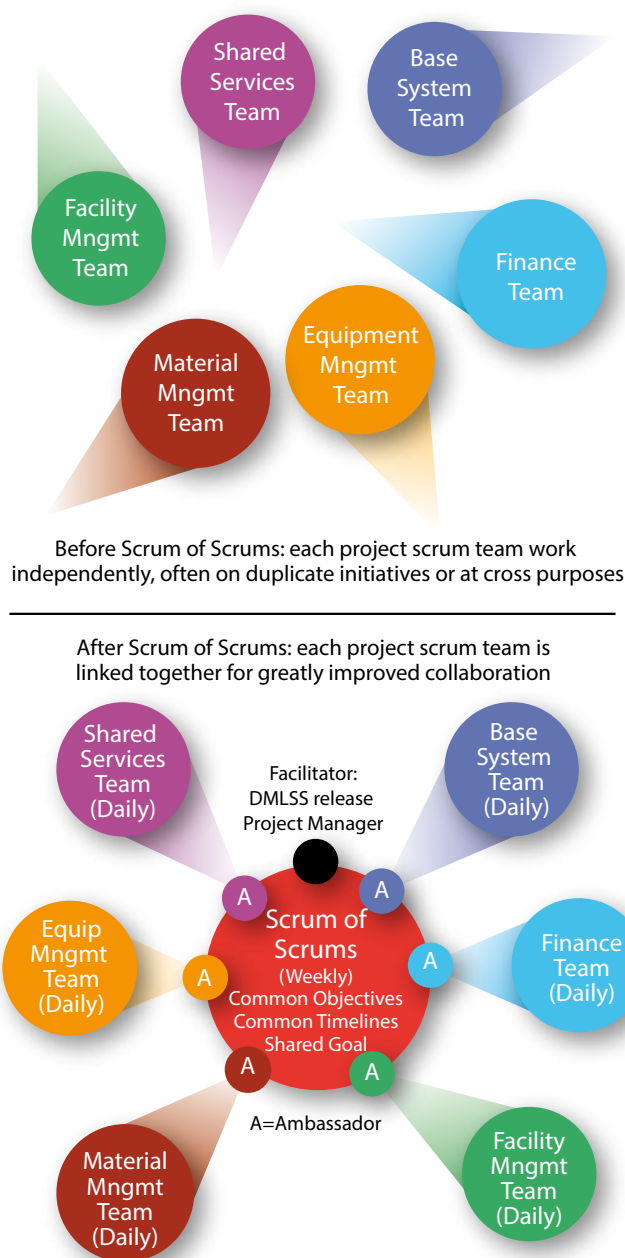 Shared
Services
Team
Base
System
Team
Facility
Mngmt
Team
Finance
Team
Material
Mngmt
Team
Equipment
Mngmt
Team
Before Scrum of Scrums: each project scrum team work
independently, often on duplicate initiatives or at cross purposes
After Scrum of Scrums: each project scrum team is
linked together for greatly improved collaboration
Shared
Services
Team
(Daily)
Facilitator:
DMLSS release
Project Manager
Base
System
Team
(Daily)
A
A
Equip
Mngmt
Team
(Daily)
A
Scrum of
Scrums
(Weekly)
Common Objectives
Common Timelines
Shared Goal
A
Finance
Team
(Daily)
A
A
A=Ambassador
Material
Mngmt
Team
(Daily)
Facility
Mngmt
Team
(Daily)